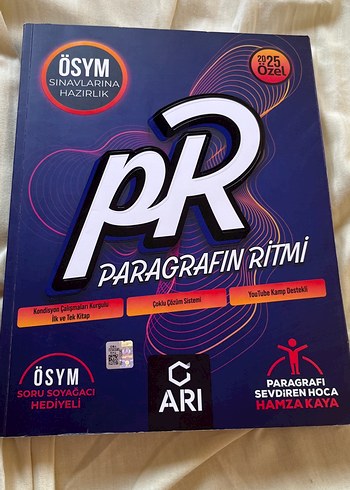 ÖSYM
SINAVLARINA
HAZIRLIK
2025
Özel
PR
PARAGRAFIN RİTMİ
Kondisyon Çalışmaları Kurgulu
İlk ve Tek Kitap
Çoklu Çözüm Sistemi
YouTube Kamp Destekli
ÖSYM
SORU SOYAĞACI
HEDİYELİ
ARI
PARAGRAFI
SEVDİREN HOCA
HAMZA KAYA